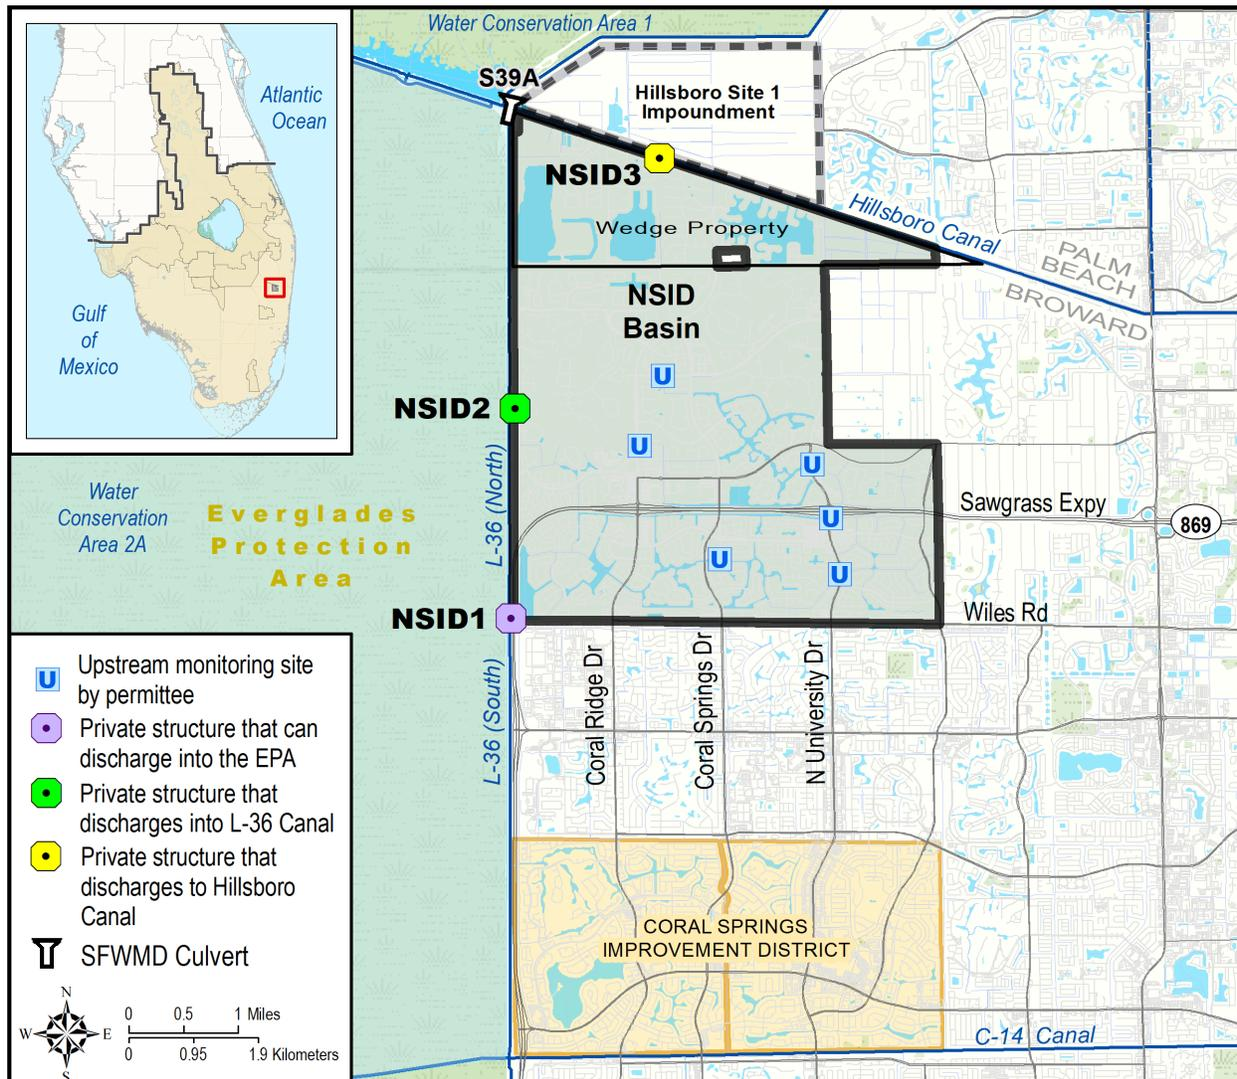 Water Conservation Area 1
Atlantic
Ocean
Gulf
of
Mexico
S39A
Hillsboro Site 1
Impoundment
NSID3
Wedge Property
Hillsboro Canal
PALM
BEACH
BROWARD
NSID
Basin
U
NSID2
U
U
L-36 (North)
Water
Conservation
Area 2A
Everglades
Protection
Area
Sawgrass Expy
869
U
U
U
NSID1
Wiles Rd
L-36 (South)
Coral Ridge Dr
Coral Springs Dr
N University Dr
CORAL SPRINGS
IMPROVEMENT DISTRICT
C-14 Canal
U Upstream monitoring site
by permittee
Private structure that can
discharge into the EPA
Private structure that
discharges into L-36 Canal
Private structure that
discharges to Hillsboro
Canal
SFWMD Culvert
N
W E
S
0 0.5 1 Miles
0 0.95 1.9 Kilometers